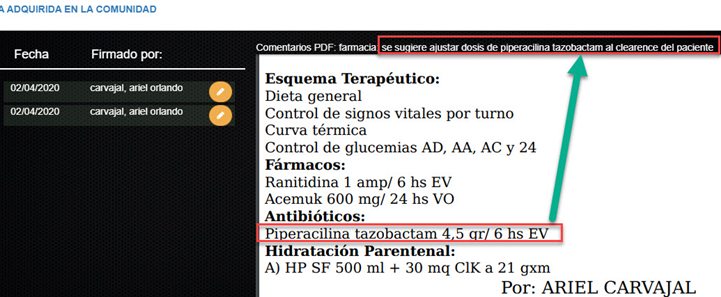 A ADQUIRIDA EN LA COMUNIDAD
Fecha Firmado por:
02/04/2020 carvajal, ariel orlando
02/04/2020 carvajal, ariel orlando
Comentarios PDF: farmacia: se sugiere ajustar dosis de piperacilina tazobactam al clearence del paciente
Esquema Terapéutico:
Dieta general
Control de signos vitales por turno
Curva térmica
Control de glucemias AD, AA, AC y 24
Fármacos:
Ranitidina 1 amp/ 6 hs EV
Acemuk 600 mg/ 24 hs VO
Antibióticos:
Piperacilina tazobactam 4,5 gr/ 6 hs EV
Hidratación Parentenal:
A) HP SF 500 ml + 30 mq ClK a 21 gxm
Por: ARIEL CARVAJAL